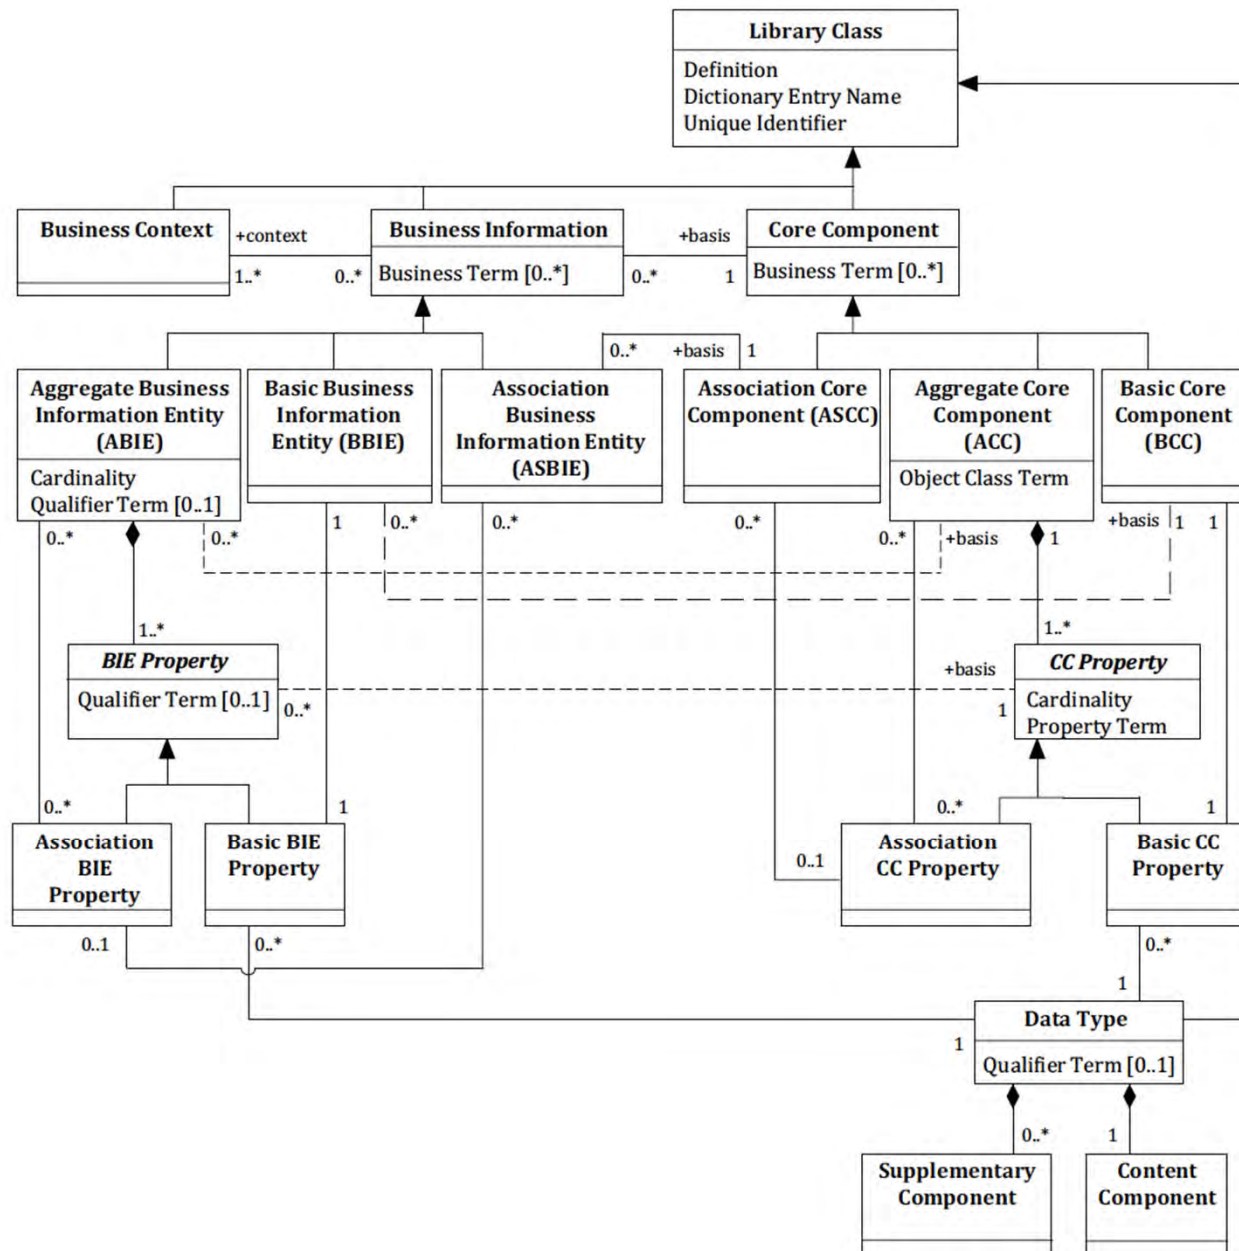 Library Class
Definition
Dictionary Entry Name
Unique Identifier
Business Context
+context
1..*
0..*
Business Information
Business Term [0..*]
+basis
0..*
1
Core Component
Business Term [0..*]
0..*
+basis
1
Aggregate Business
Information Entity
(ABIE)
Cardinality
Qualifier Term [0..1]
Basic Business
Information
Entity (BBIE)
Association
Business
Information Entity
(ASBIE)
Association Core
Component (ASCC)
Aggregate Core
Component
(ACC)
Object Class Term
Basic Core
Component
(BCC)
0..*
0..*
1
0..*
0..*
0..*
0..*
+basis
1
+basis
1
1
1..*
1..*
BIE Property
Qualifier Term [0..1]
0..*
+basis
1
CC Property
Cardinality
Property Term
0..*
1
0..*
1
Association
BIE
Property
Basic BIE
Property
0..1
Association
CC Property
Basic CC
Property
0..1
0..*
0..*
1
1
Data Type
Qualifier Term [0..1]
0..*
1
Supplementary
Component
Content
Component